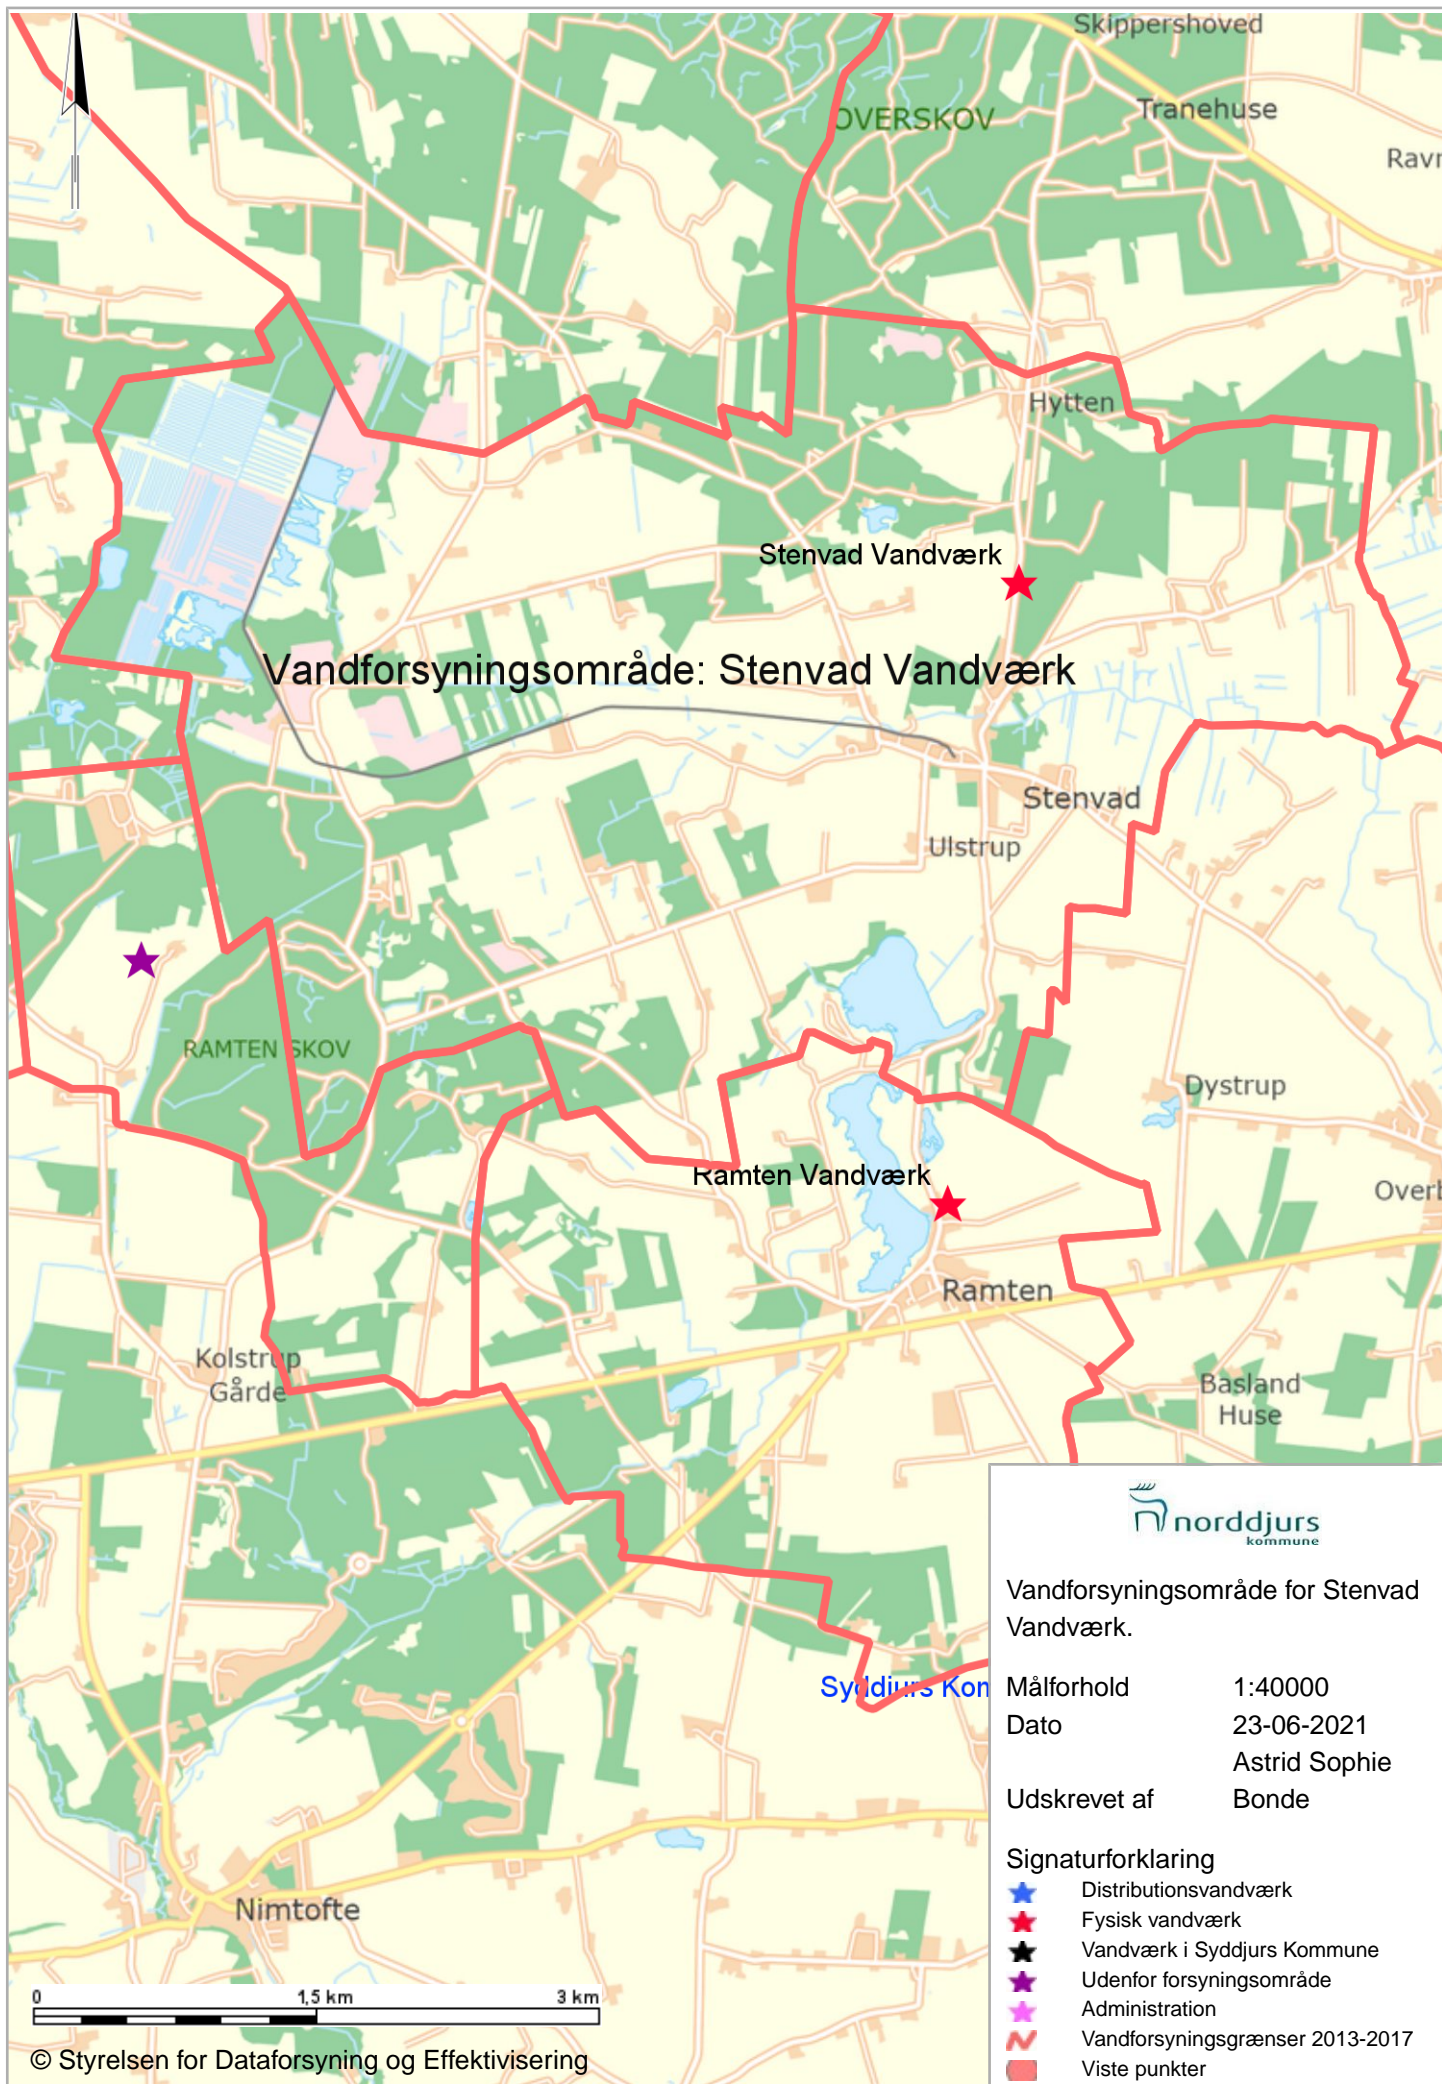 Skippershoved
OVERSKOV
Tranehuse
Hytten
Stenvad Vandværk
Vandforsyningsområde: Stenvad Vandværk
Stenvad
Ulstrup
RAMTEN SKOV
Dystrup
Ramten Vandværk
Ramten
Kolstrup
Gårde
Basland
Huse
norddjurs
kommune
Vandforsyningsområde for Stenvad
Vandværk.
Syddjurs Kom
Målforhold 1:40000
Dato 23-06-2021
Astrid Sophie
Udskrevet af Bonde
Signaturforklaring
Distributionsvandværk
Fysisk vandværk
Vandværk i Syddjurs Kommune
Udenfor forsyningsområde
Administration
Vandforsyningsgrænser 2013-2017
Viste punkter
Nimtofte
0 1,5 km 3 km
© Styrelsen for Dataforsyning og Effektivisering